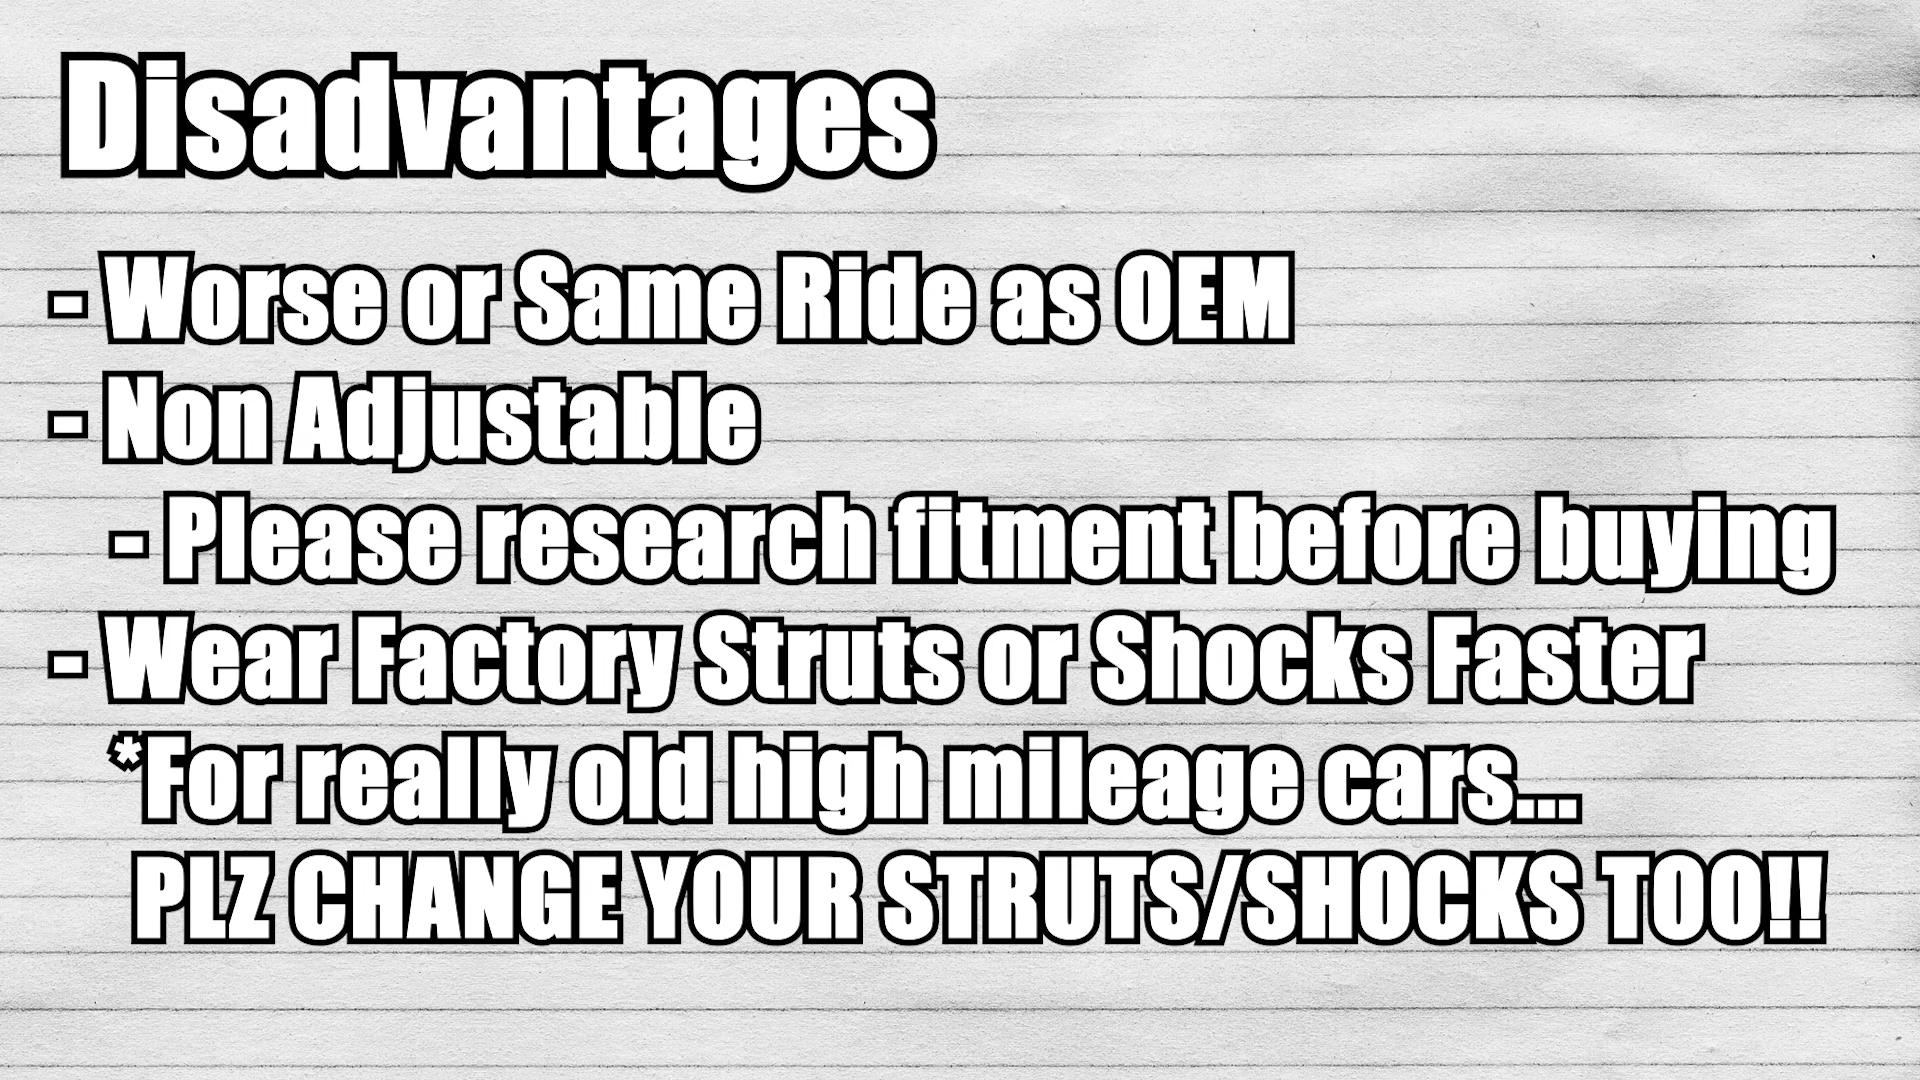 Disadvantages
- Worse or Same Ride as OEM
- Non Adjustable
- Please research fitment before buying
- Wear Factory Struts or Shocks Faster
*For really old high mileage cars...
PLZ CHANGE YOUR STRUTS/SHOCKS TOO!!